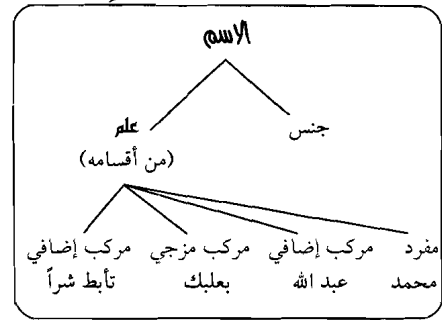 الاسم
جنس علم
(من أقسامه)
مفرد مركب إضافي مركب مزجي مركب إضافي
محمد عبد الله بعلبك تأبط شراً